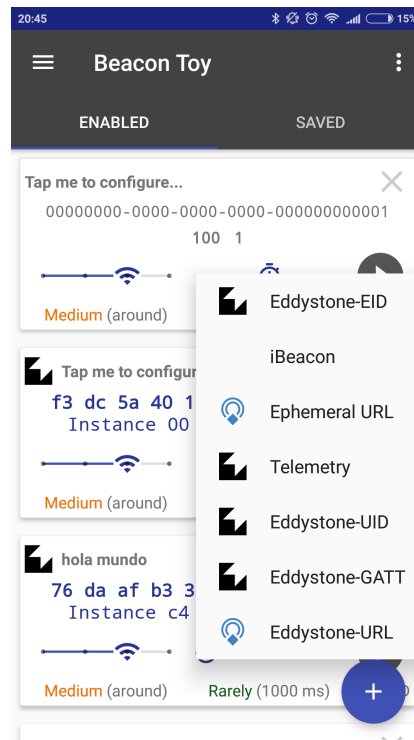 20:45
15%
Beacon Toy
ENABLED
SAVED
Tap me to configure...
00000000-0000-0000-0000-000000000001
100 1
Medium (around)
Tap me to configur
f3 dc 5a 40 1
Instance 00
Medium (around)
hola mundo
76 da af b3 3
Instance c4
Medium (around)
Rarely (1000 ms)
Eddystone-EID
iBeacon
Ephemeral URL
Telemetry
Eddystone-UID
Eddystone-GATT
Eddystone-URL
+